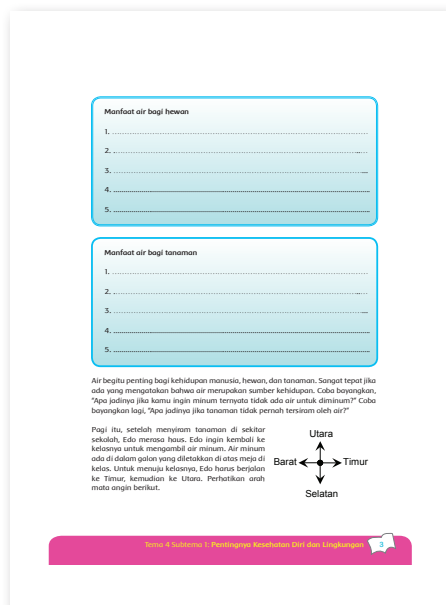 Manfaat air bagi hewan
1. ................................................................
2. ................................................................
3. ................................................................
4. ................................................................
5. ................................................................
Manfaat air bagi tanaman
1. ................................................................
2. ................................................................
3. ................................................................
4. ................................................................
5. ................................................................
Air begitu penting bagi kehidupan manusia, hewan, dan tanaman. Sangat tepat jika
ada yang mengatakan bahwa air merupakan sumber kehidupan. Coba bayangkan,
"Apa jadinya jika kamu ingin minum ternyata tidak ada air untuk diminum?" Coba
bayangkan lagi, "Apa jadinya jika tanaman tidak pernah tersiram oleh air?"
Pagi itu, setelah menyiram tanaman di sekitar
sekolah, Edo merasa haus. Edo ingin kembali ke
kelasnya untuk mengambil air minum. Air minum
ada di dalam galon yang diletakkan di atas meja di
kelas. Untuk menuju kelasnya, Edo harus berjalan
ke Timur, kemudian ke Utara. Perhatikan arah
mata angin berikut.
Utara
Barat Timur
Selatan
Tema 4 Subtema 1: Pentingnya Kesehatan Diri dan Lingkungan 3